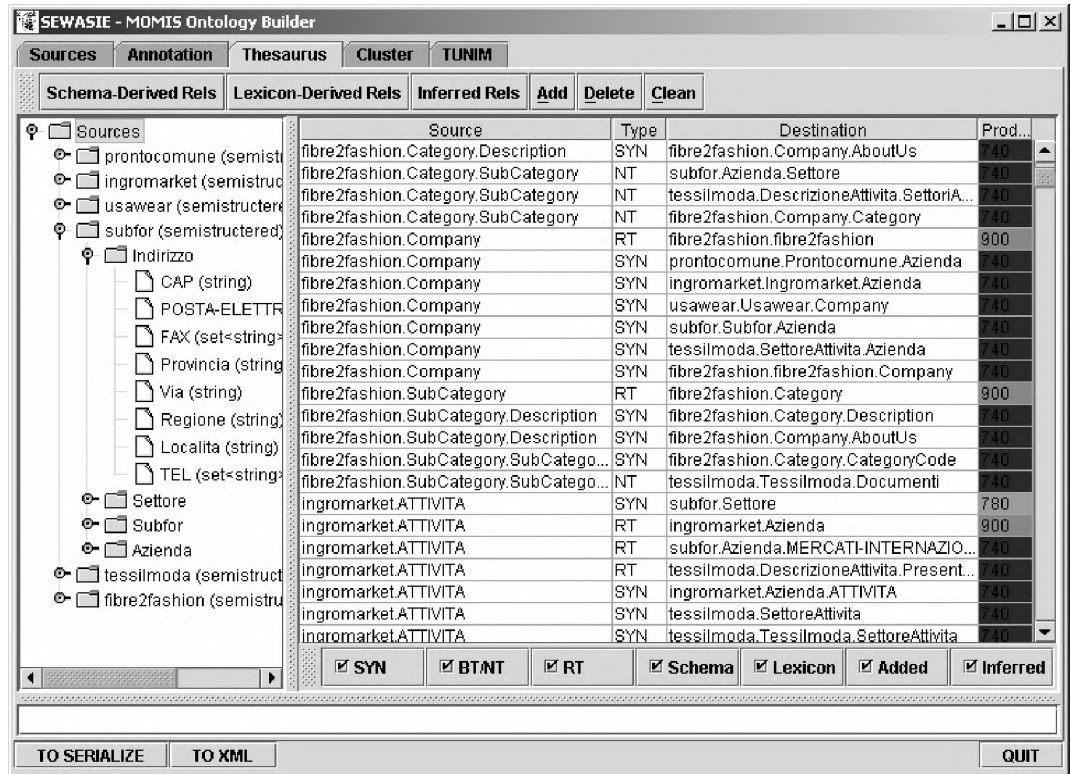 SEWASIE - MOMIS Ontology Builder
Sources Annotation Thesaurus Cluster TUNIM
Schema-Derived Rels Lexicon-Derived Rels Inferred Rels Add Delete Clean
Sources
prontocomune (semistr
ingromarket (semistruc
usawear (semistructere
subfor (semistructered)
Indirizzo
CAP (string)
POSTA-ELETTR
FAX (set<string>
Provincia (string
Via (string)
Regione (string)
Localita (string)
TEL (set<string>
Settore
Subfor
Azienda
tessilmoda (semistruct
fibre2fashion (semistru
Source Type Destination Prod...
fibre2fashion.Category.Description SYN fibre2fashion.Company.AboutUs 740
fibre2fashion.Category.SubCategory NT subfor.Azienda.Settore 740
fibre2fashion.Category.SubCategory NT tessilmoda.DescrizioneAttivita.SettoriA... 740
fibre2fashion.Category.SubCategory NT fibre2fashion.Company.Category 740
fibre2fashion.Company RT fibre2fashion.fibre2fashion 900
fibre2fashion.Company SYN prontocomune.Prontocomune.Azienda 740
fibre2fashion.Company SYN ingromarket.Ingromarket.Azienda 740
fibre2fashion.Company SYN usawear.Usawear.Company 740
fibre2fashion.Company SYN subfor.Subfor.Azienda 740
fibre2fashion.Company SYN tessilmoda.SettoreAttivita.Azienda 740
fibre2fashion.Company SYN fibre2fashion.fibre2fashion.Company 740
fibre2fashion.SubCategory RT fibre2fashion.Category 900
fibre2fashion.SubCategory.Description SYN fibre2fashion.Category.Description 740
fibre2fashion.SubCategory.Description SYN fibre2fashion.Company.AboutUs 740
fibre2fashion.SubCategory.SubCatego... SYN fibre2fashion.Category.CategoryCode 740
fibre2fashion.SubCategory.SubCatego... NT tessilmoda.Tessilmoda.Documenti 740
ingromarket.ATTIVITA SYN subfor.Settore 780
ingromarket.ATTIVITA RT ingromarket.Azienda 900
ingromarket.ATTIVITA RT subfor.Azienda.MERCATI-INTERNAZIO... 740
ingromarket.ATTIVITA RT tessilmoda.DescrizioneAttivita.Present... 740
ingromarket.ATTIVITA SYN ingromarket.Azienda.ATTIVITA 740
ingromarket.ATTIVITA SYN tessilmoda.SettoreAttivita 740
ingromarket.ATTIVITA SYN tessilmoda.Tessilmoda.SettoreAttivita 740
SYN BT/NT RT Schema Lexicon Added Inferred
TO SERIALIZE TO XML QUIT